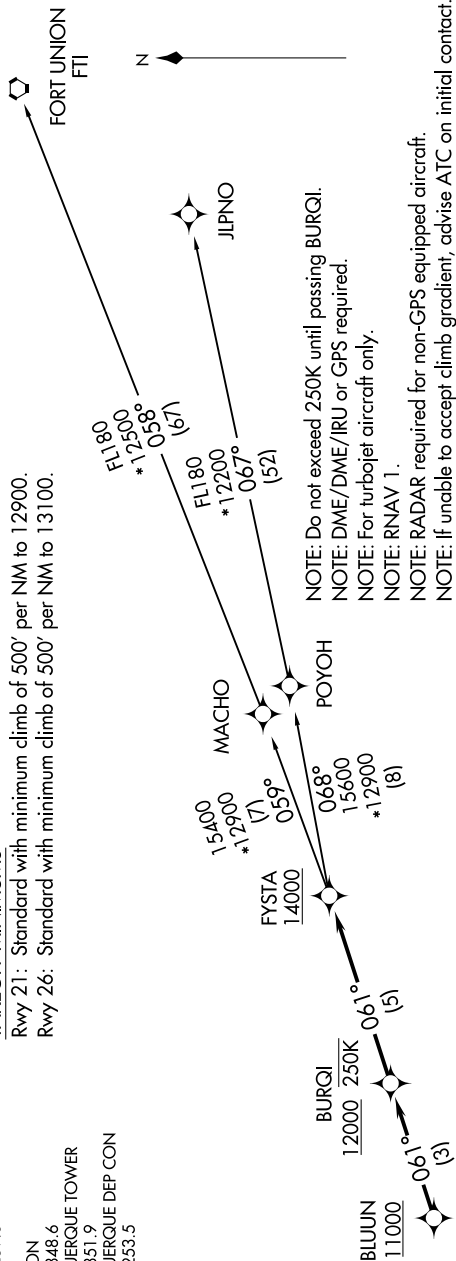 TAKEOFF MINIMUMS
Rwy 21: Standard with minimum climb of 500' per NM to 12900.
Rwy 26: Standard with minimum climb of 500' per NM to 13100.
348.6
UERQUE TOWER
351.9
UERQUE DEP CON
253.5
FORT UNION
FTI
N
JLPNO
FL180
*12500
058°
(67)
FL180
*12200
067°
(52)
MACHO
POYOH
15400
*12900
(7)
059°
068°
15600
*12900
(8)
FYSTA
14000
061°
(5)
BURQI
12000 250K
061°
(3)
BLUUN
11000
NOTE: Do not exceed 250K until passing BURQI.
NOTE: DME/DME/IRU or GPS required.
NOTE: For turbojet aircraft only.
NOTE: RNAV 1.
NOTE: RADAR required for non-GPS equipped aircraft.
NOTE: If unable to accept climb gradient, advise ATC on initial contact.